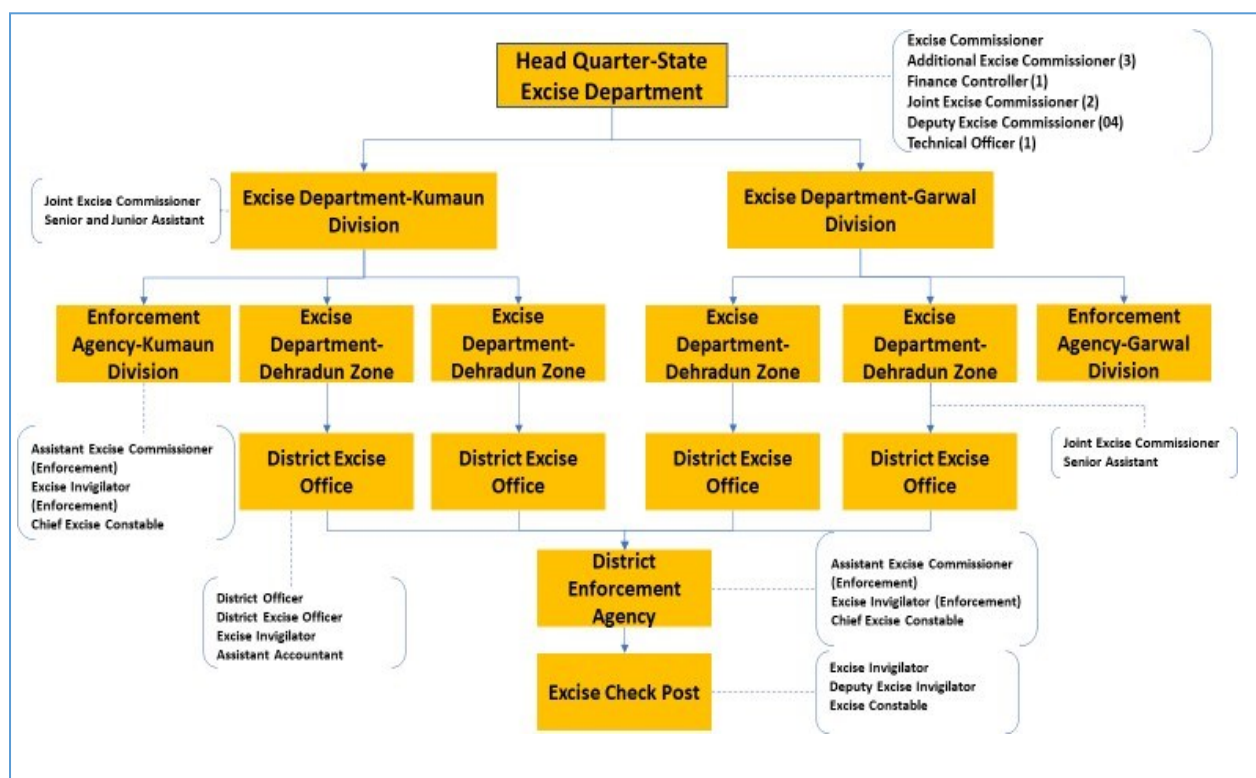 Head Quarter-State
Excise Department
Excise Commissioner
Additional Excise Commissioner (3)
Finance Controller (1)
Joint Excise Commissioner (2)
Deputy Excise Commissioner (04)
Technical Officer (1)
Joint Excise Commissioner
Senior and Junior Assistant
Excise Department-Kumaun
Division
Excise Department-Garwal
Division
Enforcement
Agency-Kumaun
Division
Excise
Department-
Dehradun Zone
Excise
Department-
Dehradun Zone
Excise
Department-
Dehradun Zone
Excise
Department-
Dehradun Zone
Enforcement
Agency-Garwal
Division
Assistant Excise Commissioner
(Enforcement)
Excise Invigilator
(Enforcement)
Chief Excise Constable
District Excise
Office
District Excise
Office
District Excise
Office
District Excise
Office
Joint Excise Commissioner
Senior Assistant
District Officer
District Excise Officer
Excise Invigilator
Assistant Accountant
District
Enforcement
Agency
Assistant Excise Commissioner
(Enforcement)
Excise Invigilator (Enforcement)
Chief Excise Constable
Excise Check Post
Excise Invigilator
Deputy Excise Invigilator
Excise Constable